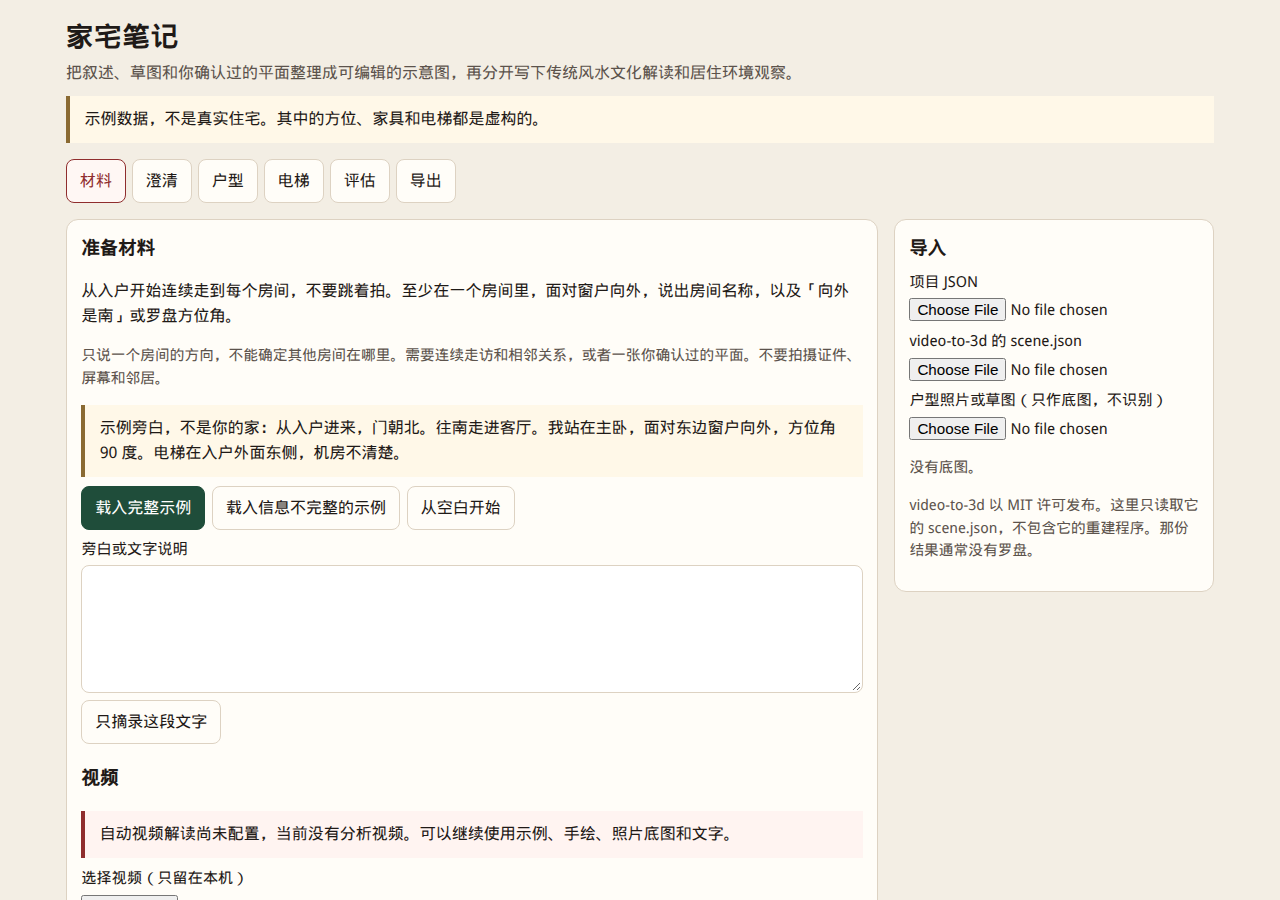 家宅笔记
把叙述、草图和你确认过的平面整理成可编辑的示意图，再分开写下传统风水文化解读和居住环境观察。
示例数据，不是真实住宅。其中的方位、家具和电梯都是虚构的。
材料 澄清 户型 电梯 评估 导出
准备材料
从入户开始连续走到每个房间，不要跳着拍。至少在一个房间里，面对窗户向外，说出房间名称，以及「向外
是南」或罗盘方位角。
只说一个房间的方向，不能确定其他房间在哪里。需要连续走访和相邻关系，或者一张你确认过的平面。不要拍摄证件、
屏幕和邻居。
示例旁白，不是你的家：从入户进来，门朝北。往南走进客厅。我站在主卧，面对东边窗户向外，方位角
90 度。电梯在入户外面东侧，机房不清楚。
载入完整示例 载入信息不完整的示例 从空白开始
旁白或文字说明
只摘录这段文字
视频
自动视频解读尚未配置，当前没有分析视频。可以继续使用示例、手绘、照片底图和文字。
选择视频（只留在本机）
导入
项目 JSON
Choose File No file chosen
video-to-3d 的 scene.json
Choose File No file chosen
户型照片或草图（只作底图，不识别）
Choose File No file chosen
没有底图。
video-to-3d 以 MIT 许可发布。这里只读取它
的 scene.json，不包含它的重建程序。那份
结果通常没有罗盘。